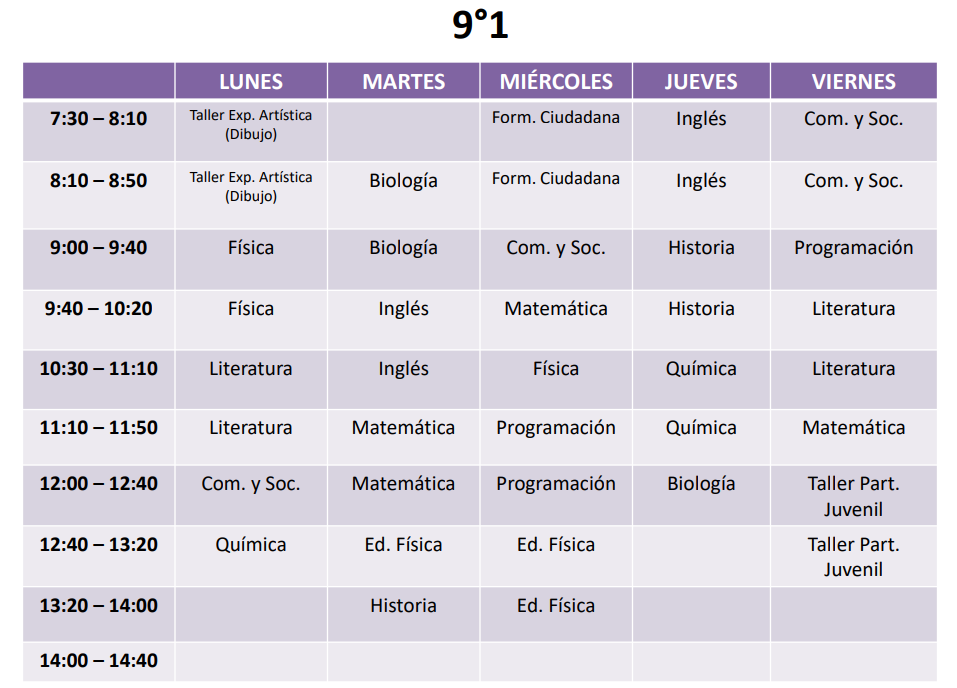 9°1
LUNES MARTES MIÉRCOLES JUEVES VIERNES
7:30 – 8:10 Taller Exp. Artística (Dibujo) Form. Ciudadana Inglés Com. y Soc.
8:10 – 8:50 Taller Exp. Artística (Dibujo) Biología Form. Ciudadana Inglés Com. y Soc.
9:00 – 9:40 Física Biología Com. y Soc. Historia Programación
9:40 – 10:20 Física Inglés Matemática Historia Literatura
10:30 – 11:10 Literatura Inglés Física Química Literatura
11:10 – 11:50 Literatura Matemática Programación Química Matemática
12:00 – 12:40 Com. y Soc. Matemática Programación Biología Taller Part. Juvenil
12:40 – 13:20 Química Ed. Física Ed. Física Taller Part. Juvenil
13:20 – 14:00 Historia Ed. Física
14:00 – 14:40